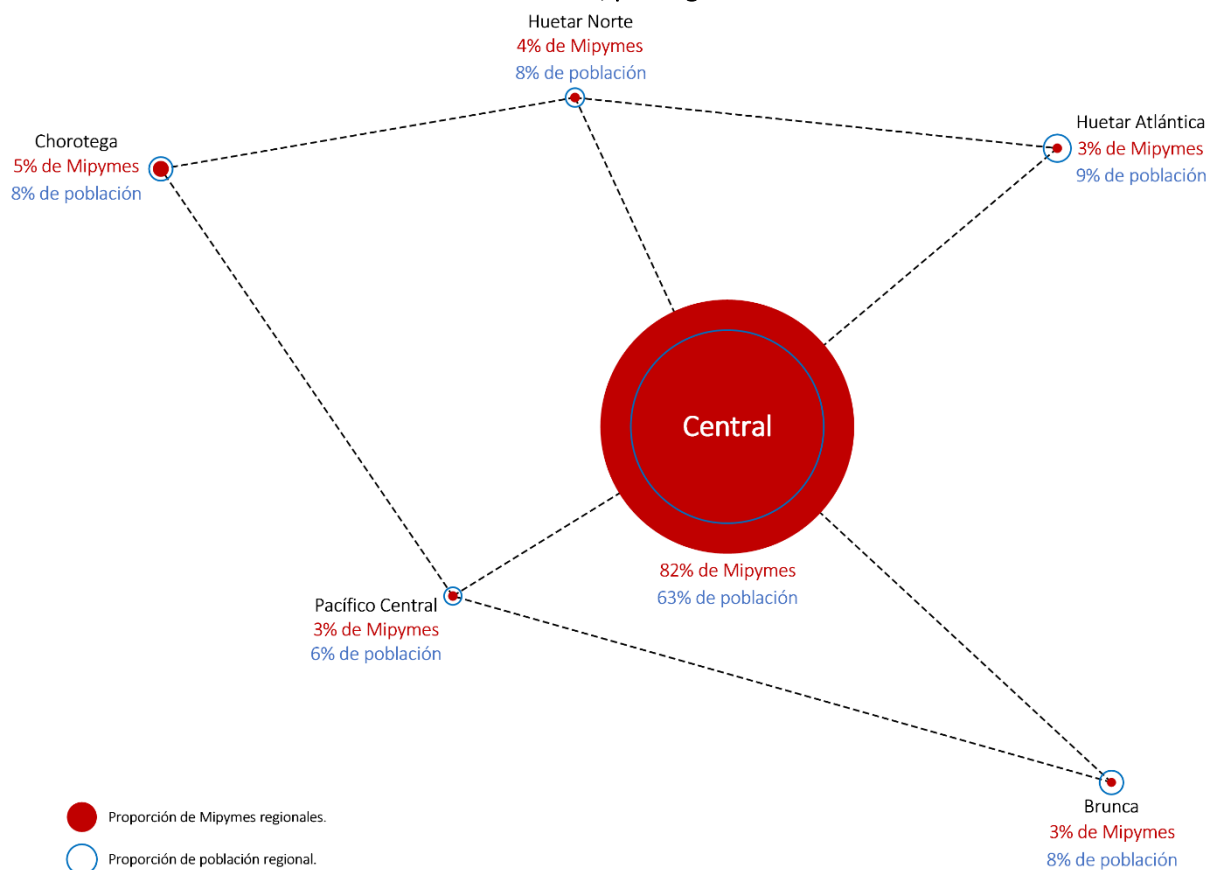 Huetar Norte
4% de Mipymes
8% de población
Huetar Atlántica
3% de Mipymes
9% de población
Chorotega
5% de Mipymes
8% de población
Central
82% de Mipymes
63% de población
Pacífico Central
3% de Mipymes
6% de población
Brunca
3% de Mipymes
8% de población
Proporción de Mipymes regionales.
Proporción de población regional.